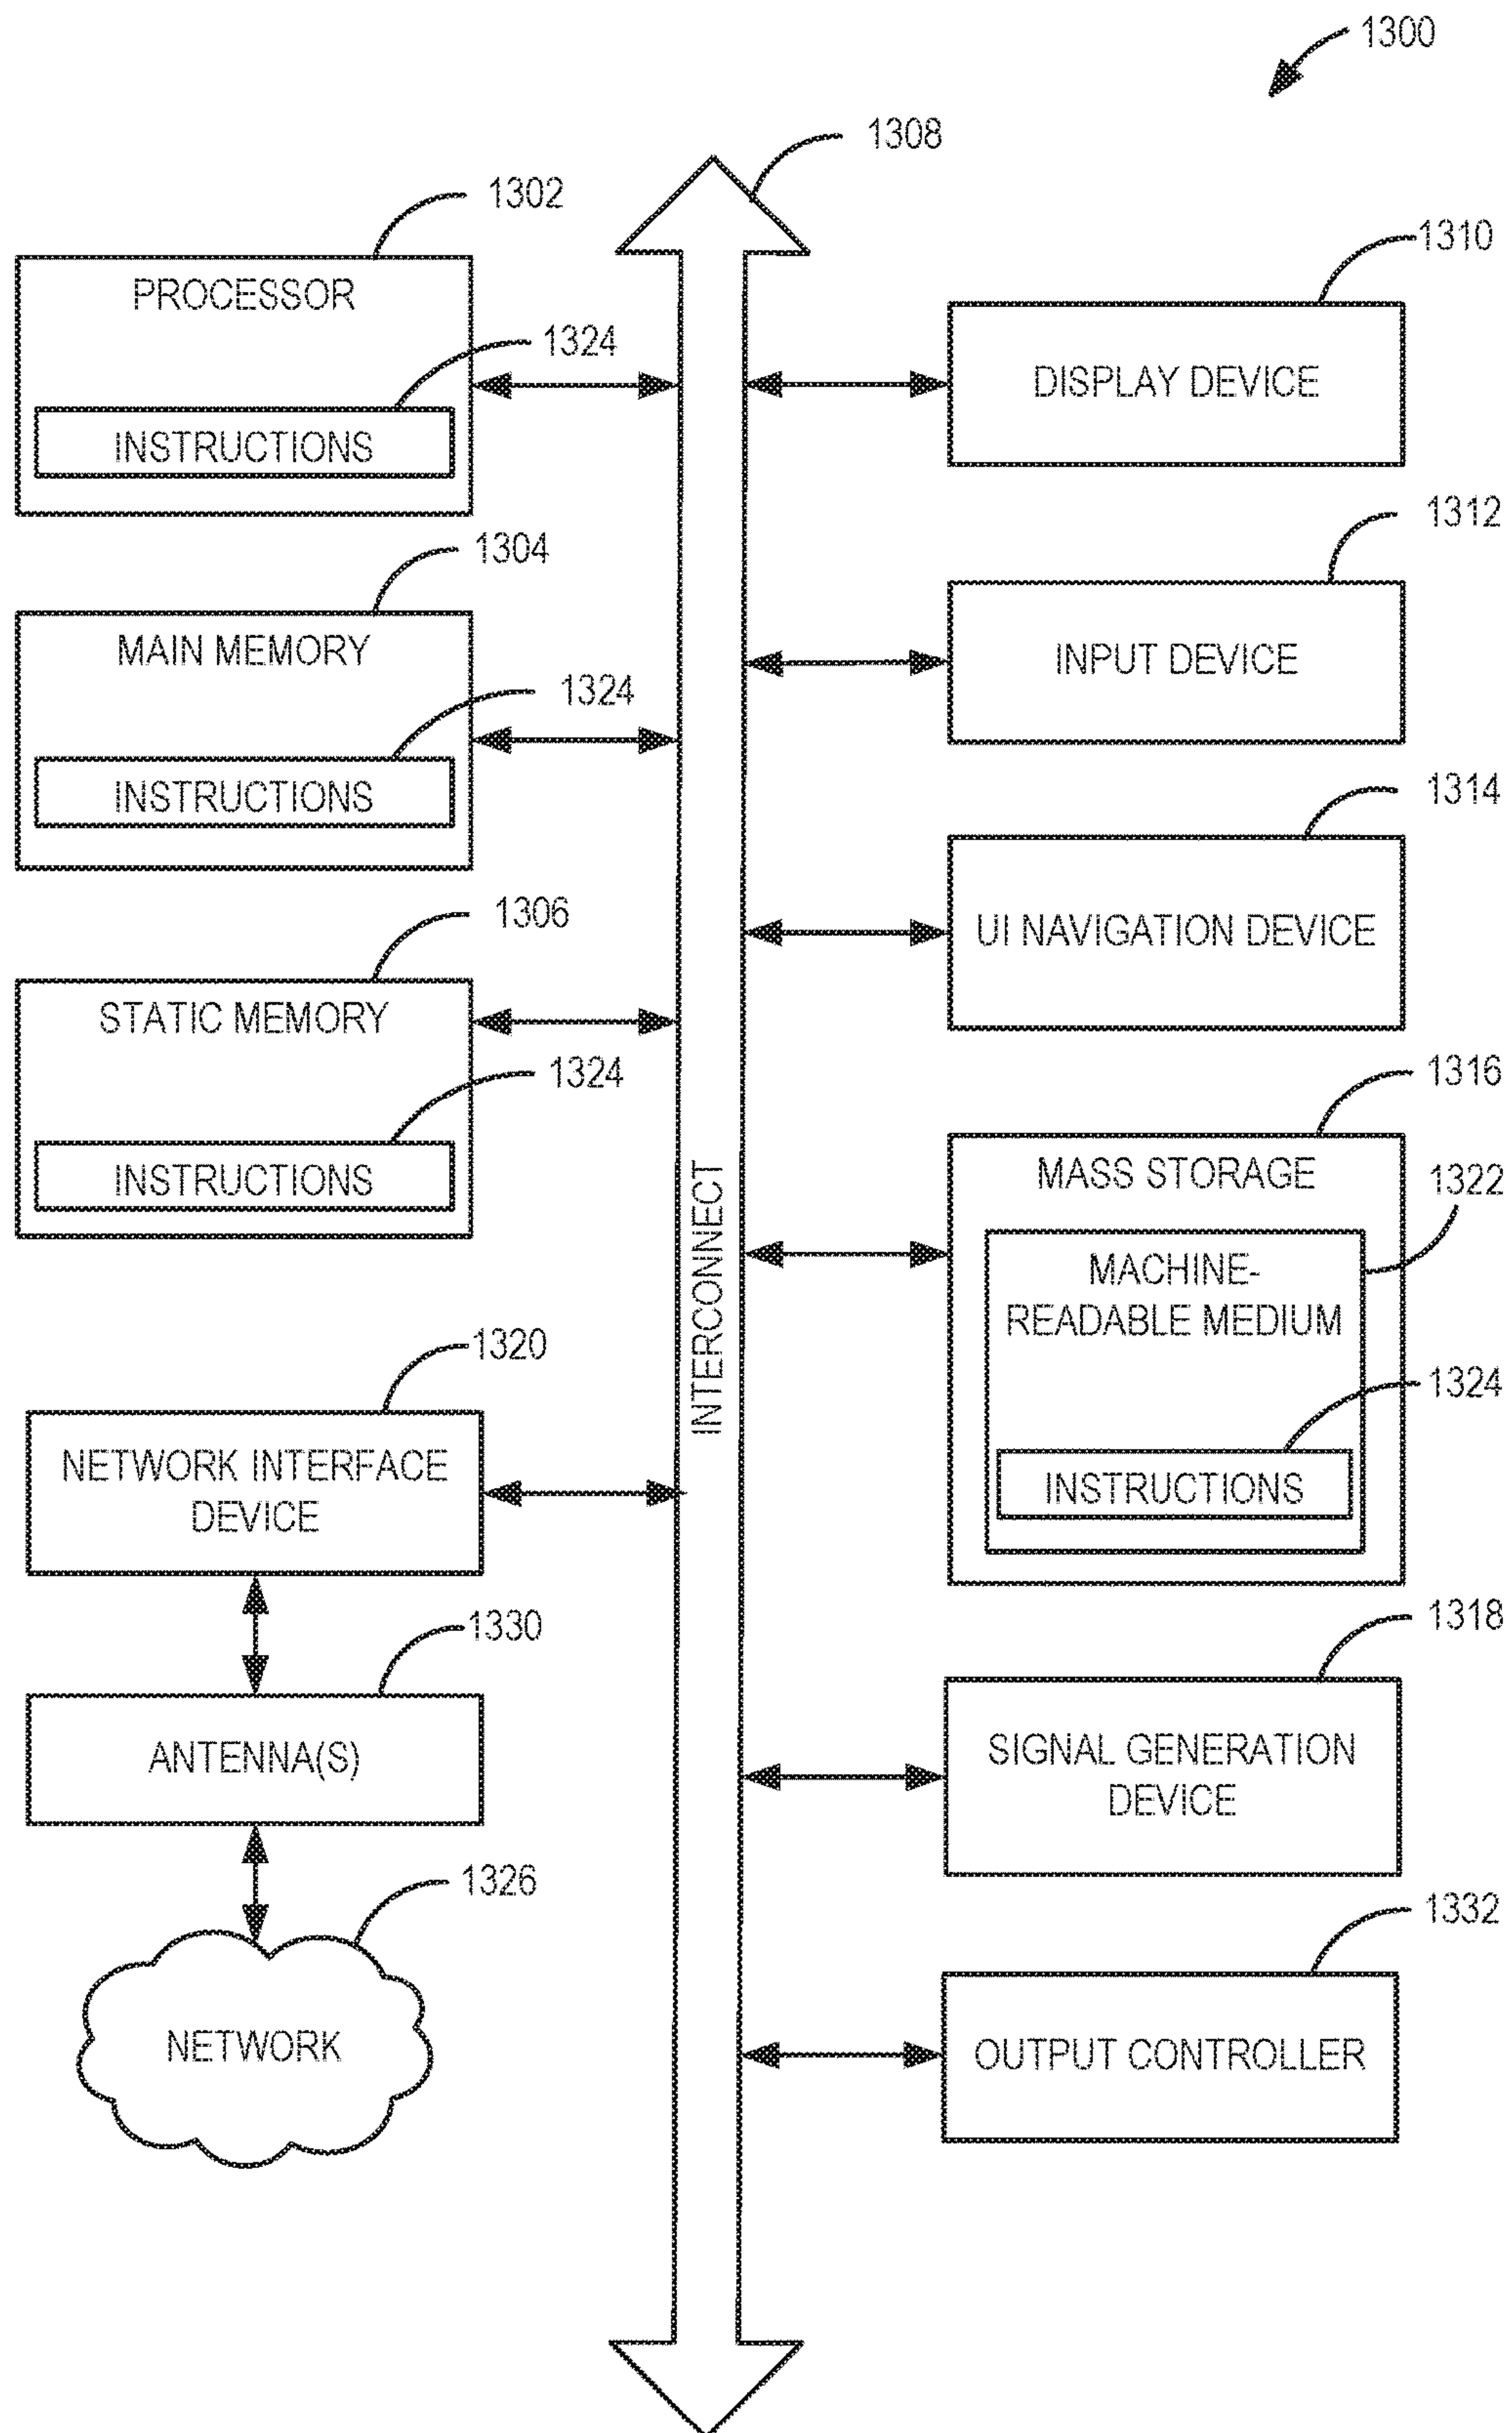 1300
1308
1302
PROCESSOR
1324
INSTRUCTIONS
1304
MAIN MEMORY
1324
INSTRUCTIONS
1306
STATIC MEMORY
1324
INSTRUCTIONS
1320
NETWORK INTERFACE
DEVICE
1330
ANTENNA(S)
1326
NETWORK
INTERCONNECT
1310
DISPLAY DEVICE
1312
INPUT DEVICE
1314
UI NAVIGATION DEVICE
1316
MASS STORAGE
1322
MACHINE-
READABLE MEDIUM
1324
INSTRUCTIONS
1318
SIGNAL GENERATION
DEVICE
1332
OUTPUT CONTROLLER